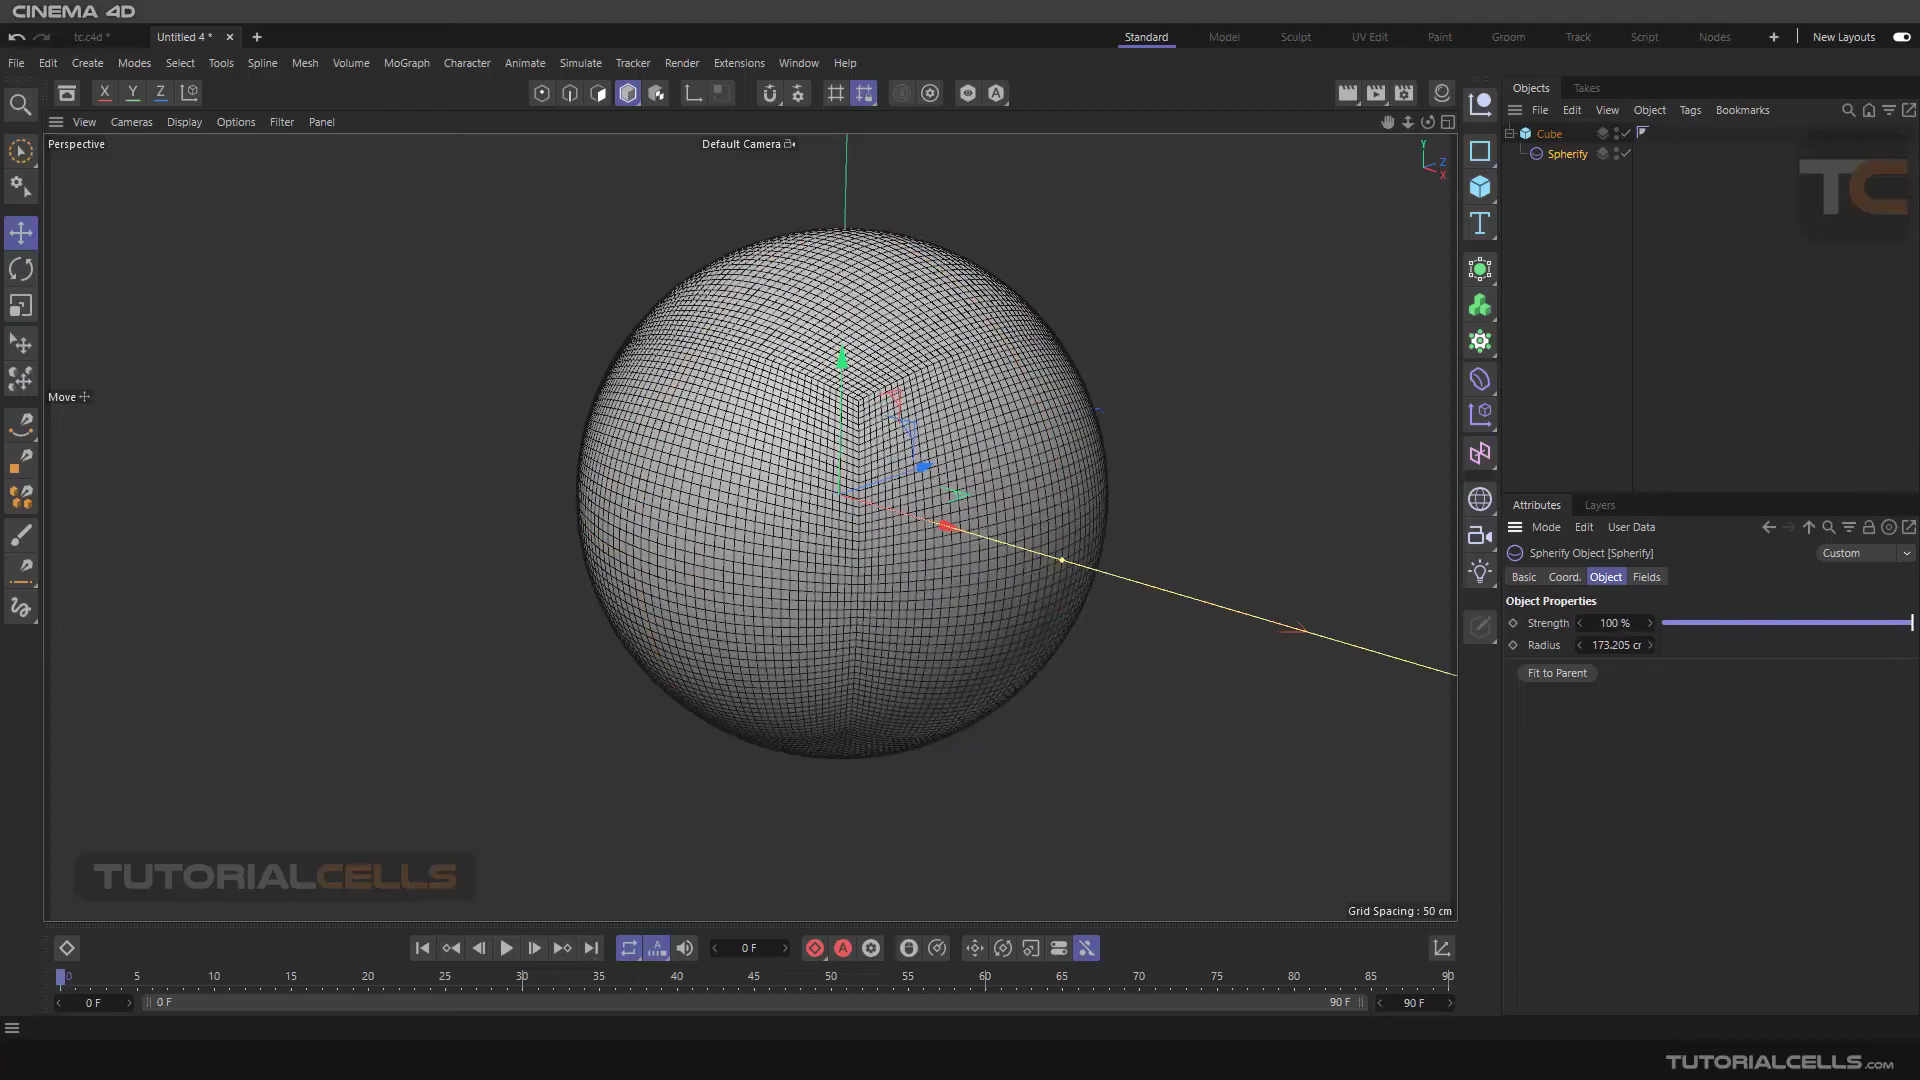 CINEMA 4D
tc.c4d *
Untitled 4 *
Standard Model Sculpt UV Edit Paint Groom Track Script Nodes New Layouts
File Edit Create Modes Select Tools Spline Mesh Volume MoGraph Character Animate Simulate Tracker Render Extensions Window Help
X Y Z
Objects Takes
View Cameras Display Options Filter Panel
File Edit View Object Tags Bookmarks
Perspective
Default Camera
Y
Z
X
Cube
Spherify
TC
Move
Attributes Layers
Mode Edit User Data
Spherify Object [Spherify]
Custom
Basic Coord. Object Fields
Object Properties
Strength 100 %
Radius 173.205 cr
Fit to Parent
TUTORIALCELLS
Grid Spacing : 50 cm
0 F
0 5 10 15 20 25 30 35 40 45 50 55 60 65 70 75 80 85 90
0 F 0 F 90 F 90 F
TUTORIALCELLS.com